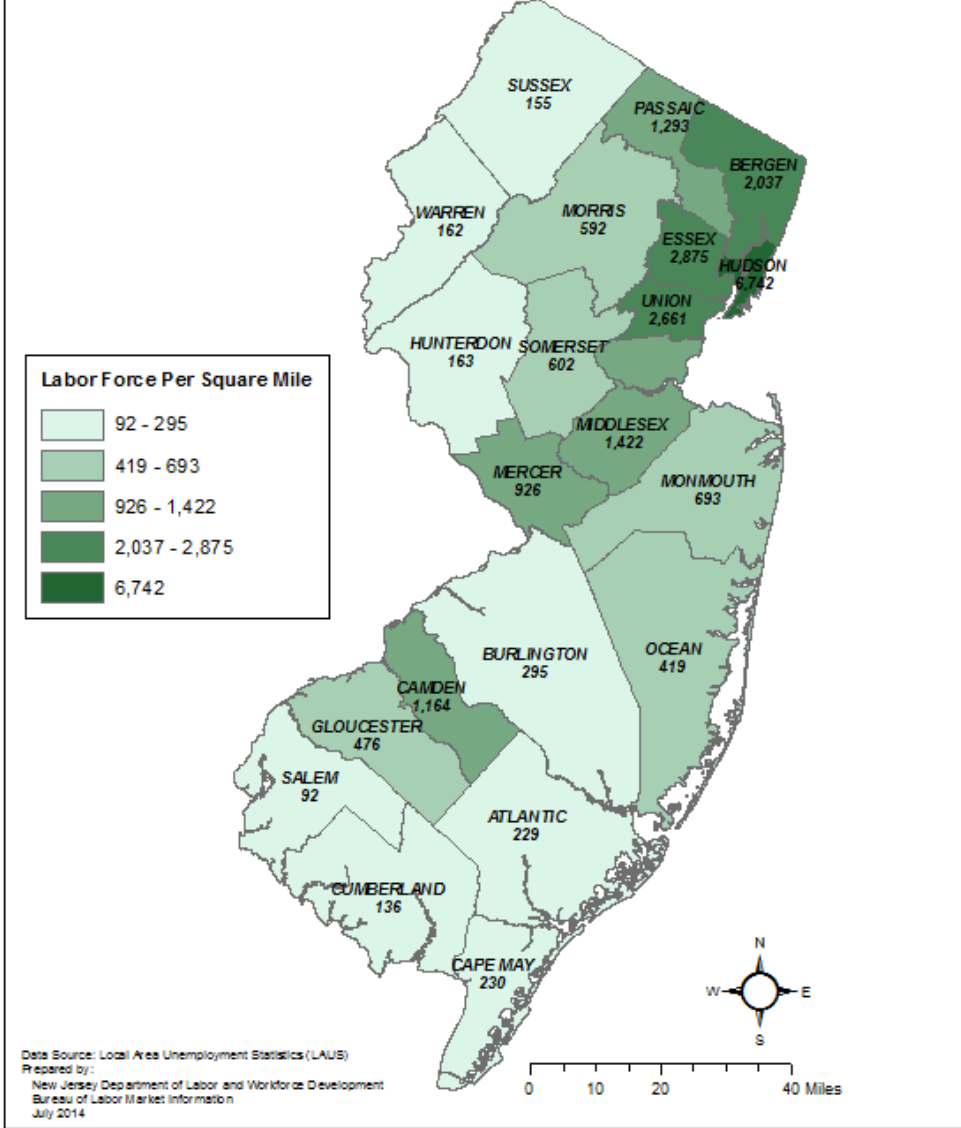 SUSSEX
155
PASSAIC
1,293
BERGEN
2,037
WARREN
162
MORRIS
592
ESSEX
2,875
HUDSON
6,742
UNION
2,661
HUNTERDON
163
SOMERSET
602
MIDDLESEX
1,422
MERCER
926
MONMOUTH
693
Labor Force Per Square Mile
92 - 295
419 - 693
926 - 1,422
2,037 - 2,875
6,742
BURLINGTON
295
OCEAN
419
CAMDEN
1,164
GLOUCESTER
476
SALEM
92
ATLANTIC
229
CUMBERLAND
136
CAPE MAY
230
N
W E
S
Data Source: Local Area Unemployment Statistics (LAUS)
Prepared by:
New Jersey Department of Labor and Workforce Development
Bureau of Labor Market Information
July 2014
0 10 20 40 Miles